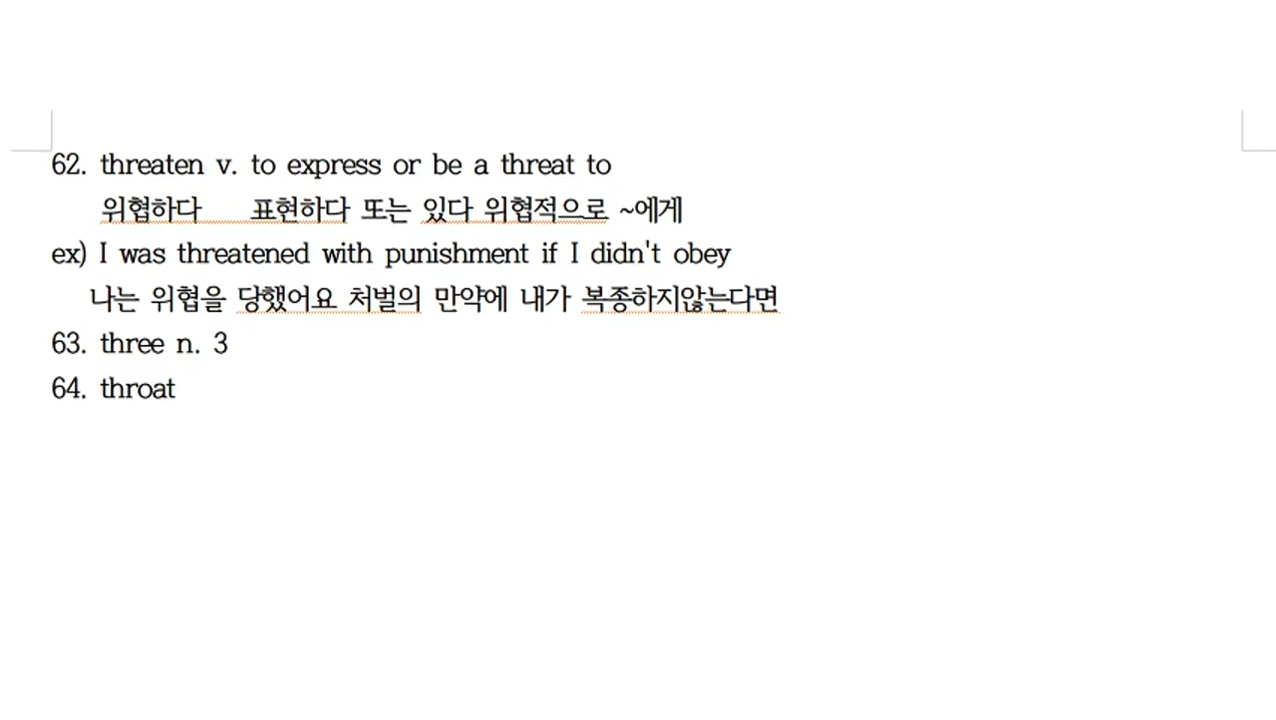 62. threaten v. to express or be a threat to
위협하다 표현하다 또는 있다 위협적으로 ~에게
ex) I was threatened with punishment if I didn't obey
나는 위협을 당했어요 처벌의 만약에 내가 복종하지않는다면
63. three n. 3
64. throat